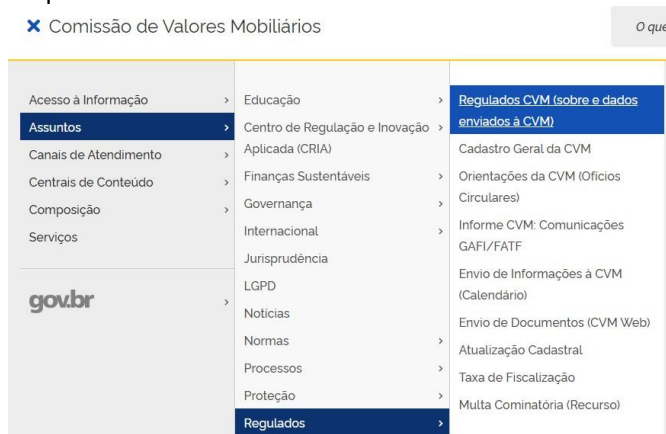 Comissão de Valores Mobiliários
O que
Acesso à Informação
Assuntos
Canais de Atendimento
Centrais de Conteúdo
Composição
Serviços
gov.br
Educação
Centro de Regulação e Inovação
Aplicada (CRIA)
Finanças Sustentáveis
Governança
Internacional
Jurisprudência
LGPD
Notícias
Normas
Processos
Proteção
Regulados
Regulados CVM (sobre e dados
enviados à CVM)
Cadastro Geral da CVM
Orientações da CVM (Ofícios
Circulares)
Informe CVM: Comunicações
GAFI/FATF
Envio de Informações à CVM
(Calendário)
Envio de Documentos (CVM Web)
Atualização Cadastral
Taxa de Fiscalização
Multa Cominatória (Recurso)